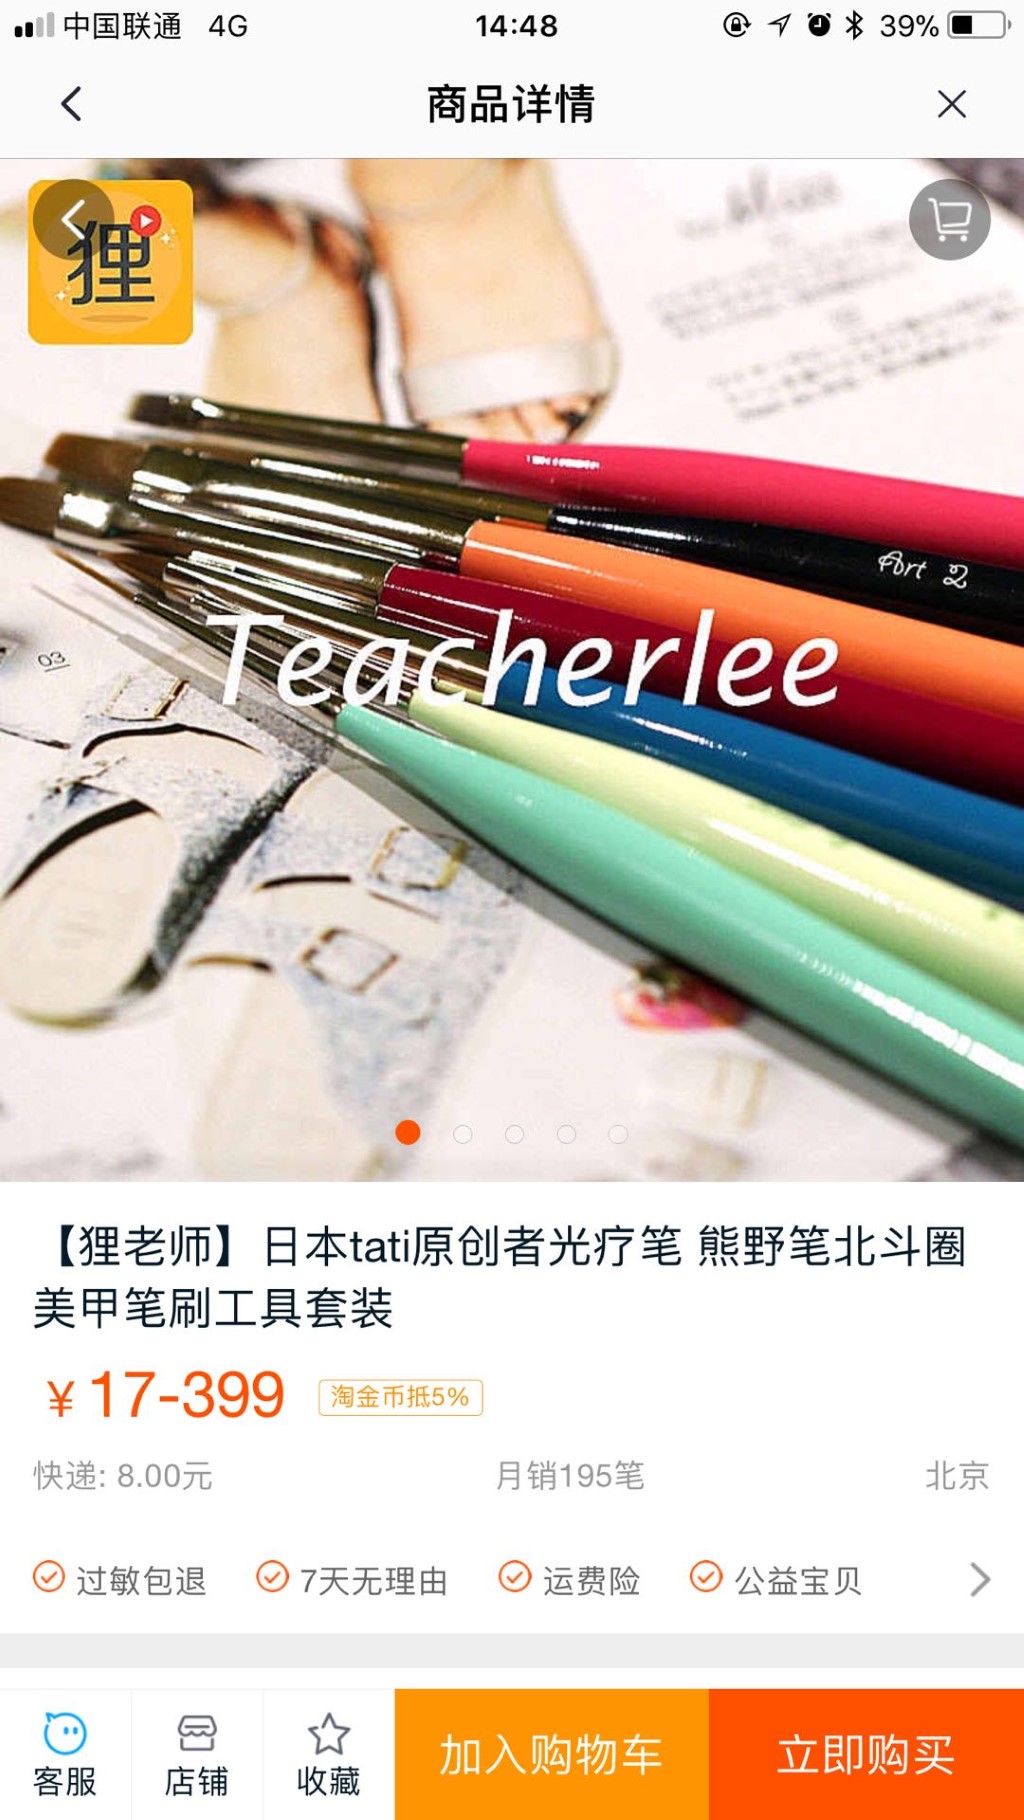 中国联通 4G 14:48 39%
商品详情
狸
Art 2
Teacherlee
03
【狸老师】日本tati原创者光疗笔 熊野笔北斗圈
美甲笔刷工具套装
¥ 17-399 淘金币抵5%
快递: 8.00元 月销195笔 北京
过敏包退 7天无理由 运费险 公益宝贝
客服 店铺 收藏 加入购物车 立即购买